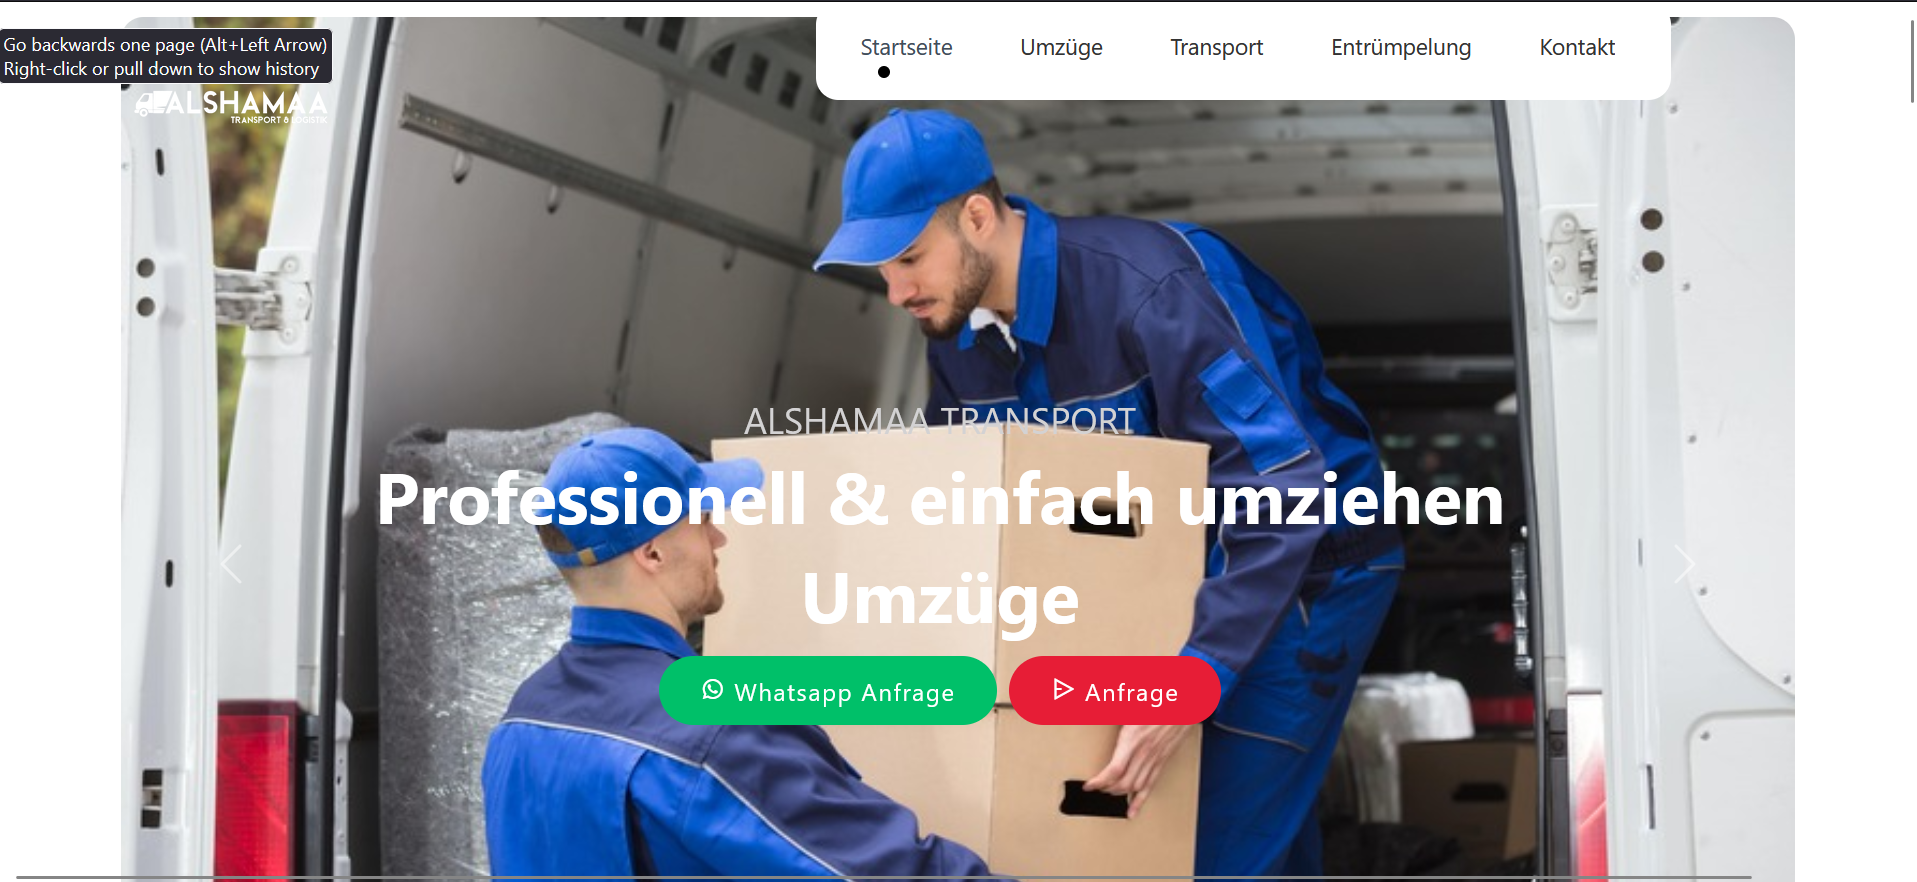 Go backwards one page (Alt+Left Arrow)
Right-click or pull down to show history
Startseite
Umzüge
Transport
Entrümpelung
Kontakt
ALSHAMAA
TRANSPORT & LOGISTIK
ALSHAMAA TRANSPORT
Professionell & einfach umziehen
Umzüge
Whatsapp Anfrage
Anfrage